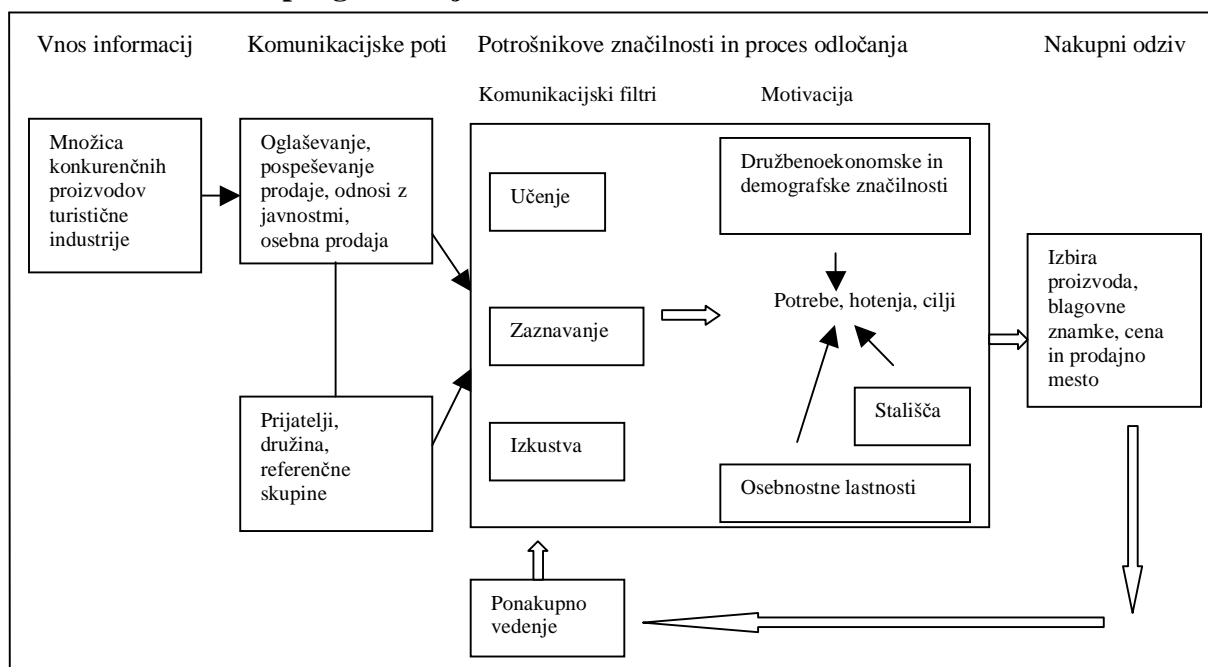 Vnos informacij
Komunikacijske poti
Potrošnikove značilnosti in proces odločanja
Nakupni odziv
Komunikacijski filtri
Motivacija
Množica
konkurenčnih
proizvodov
turistične
industrije
Oglaševanje,
pospeševanje
prodaje, odnosi z
javnostmi,
osebna prodaja
Prijatelji,
družina,
referenčne
skupine
Učenje
Zaznavanje
Izkustva
Družbenoekonomske in
demografske značilnosti
Potrebe, hotenja, cilji
Stališča
Osebnostne lastnosti
Izbira
proizvoda,
blagovne
znamke, cena
in prodajno
mesto
Ponakupno
vedenje